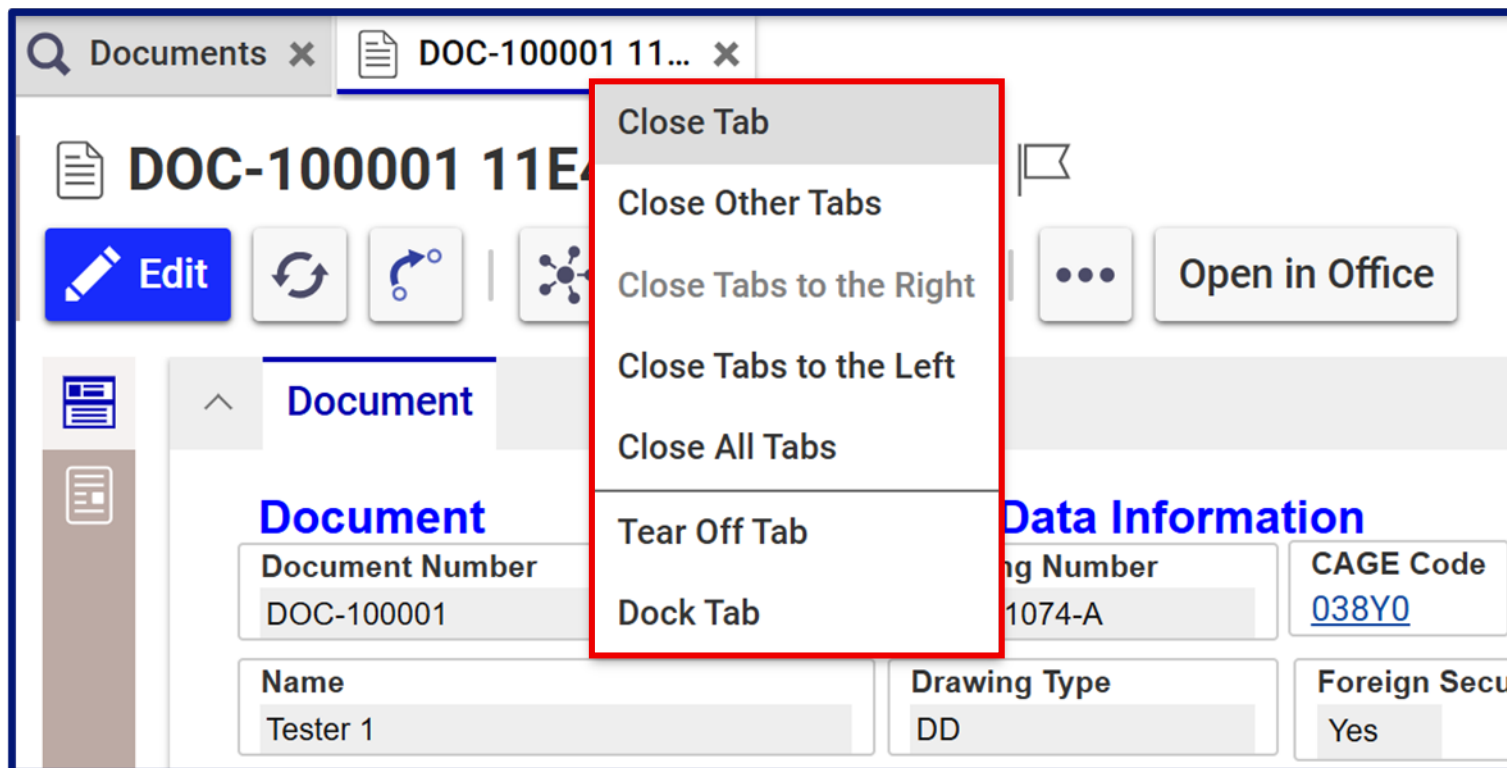 Documents
DOC-100001 11...
Close Tab
DOC-100001 11E
Close Other Tabs
Edit
Close Tabs to the Right
Open in Office
Close Tabs to the Left
Document
Close All Tabs
Document
Data Information
Tear Off Tab
Document Number
ng Number
CAGE Code
DOC-100001
Dock Tab
1074-A
038Y0
Name
Drawing Type
Foreign Secu
Tester 1
DD
Yes